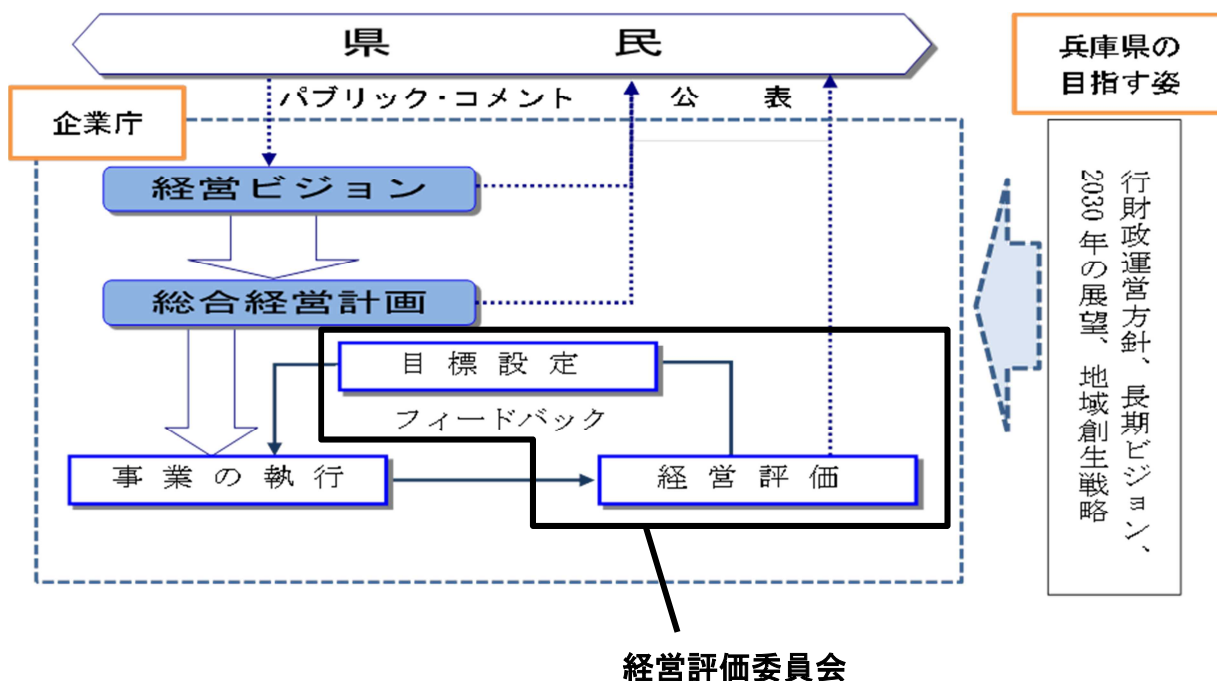 県 民
兵庫県の
目指す姿
パブリック・コメント
公 表
企業庁
経営ビジョン
行財政運営方針、長期ビジョン、
2030年の展望、地域創生戦略
総合経営計画
目標設定
フィードバック
事業の執行
経営評価
経営評価委員会